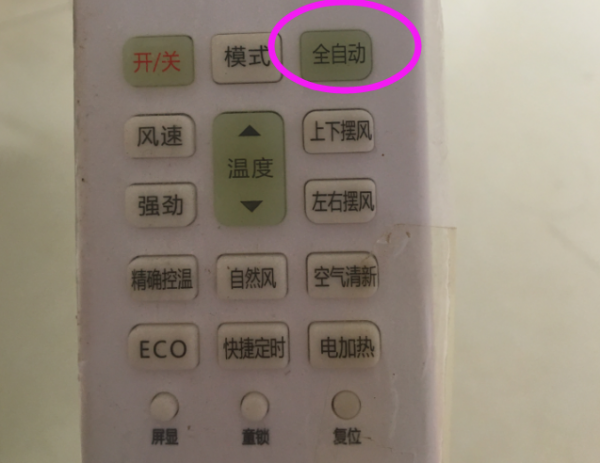 开/关 模式 全自动
风速 上下摆风
温度
强劲 左右摆风
精确控温 自然风 空气清新
ECO 快捷定时 电加热
屏显 童锁 复位